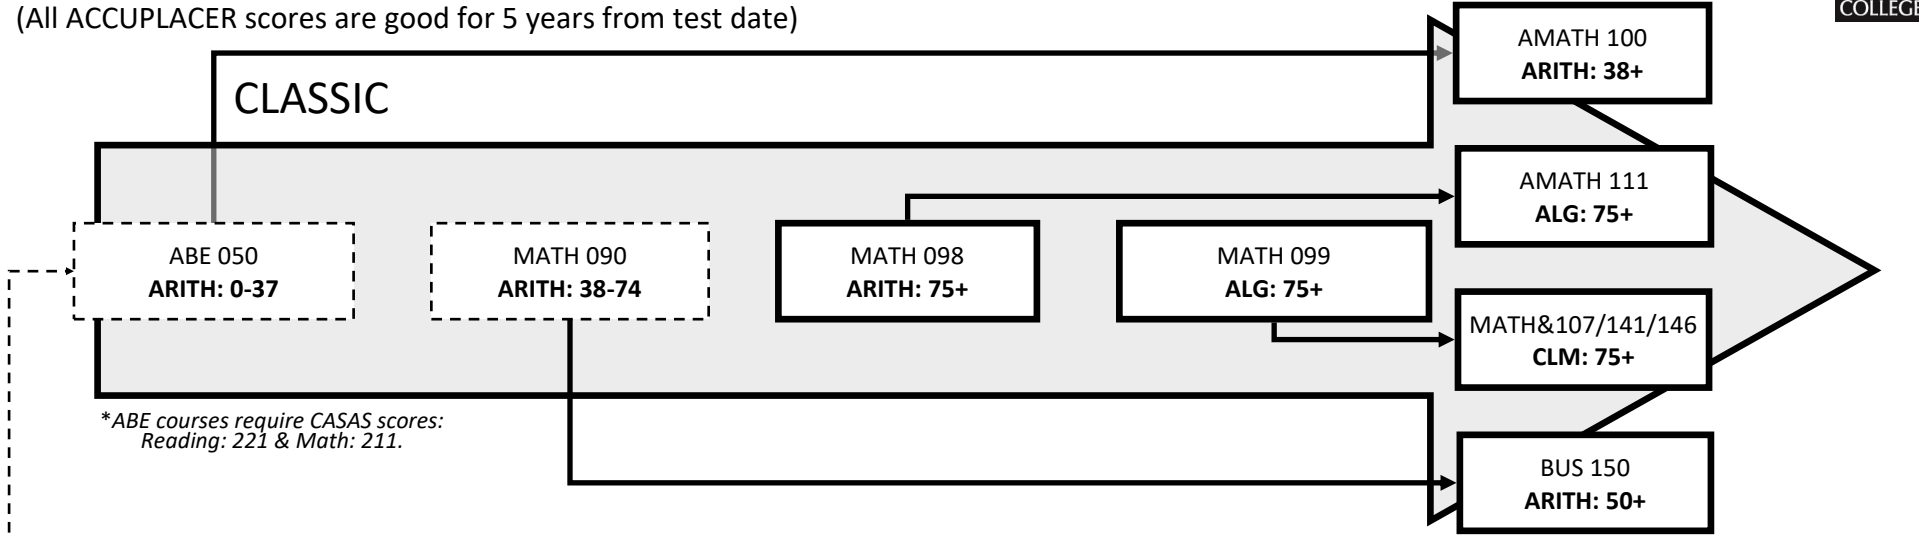 (All ACCUPLACER scores are good for 5 years from test date)
COLLEGE
CLASSIC
AMATH 100
ARITH: 38+
AMATH 111
ALG: 75+
ABE 050
ARITH: 0-37
MATH 090
ARITH: 38-74
MATH 098
ARITH: 75+
MATH 099
ALG: 75+
MATH&107/141/146
CLM: 75+
*ABE courses require CASAS scores:
Reading: 221 & Math: 211.
BUS 150
ARITH: 50+